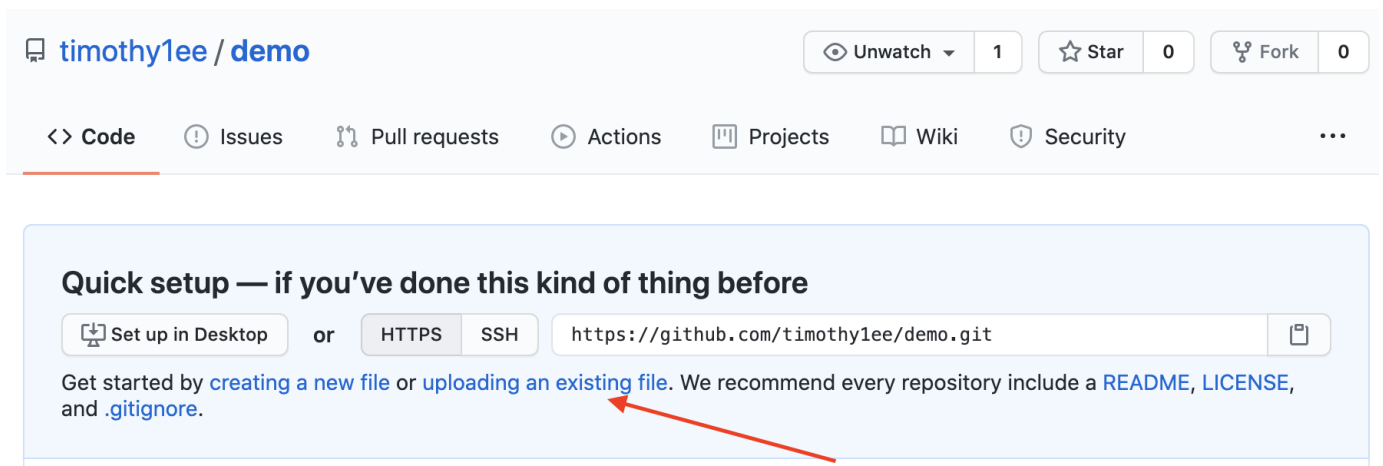 timothy1ee / demo
Unwatch 1 Star 0 Fork 0
Code Issues Pull requests Actions Projects Wiki Security ...
Quick setup — if you’ve done this kind of thing before
Set up in Desktop or HTTPS SSH https://github.com/timothy1ee/demo.git
Get started by creating a new file or uploading an existing file. We recommend every repository include a README, LICENSE,
and .gitignore.